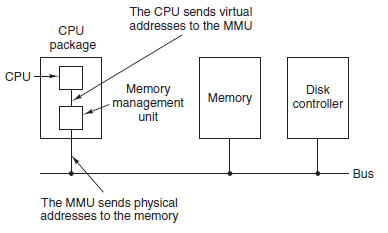 The CPU sends virtual
addresses to the MMU
CPU
package
CPU
Memory
management
unit
Memory
Disk
controller
Bus
The MMU sends physical
addresses to the memory